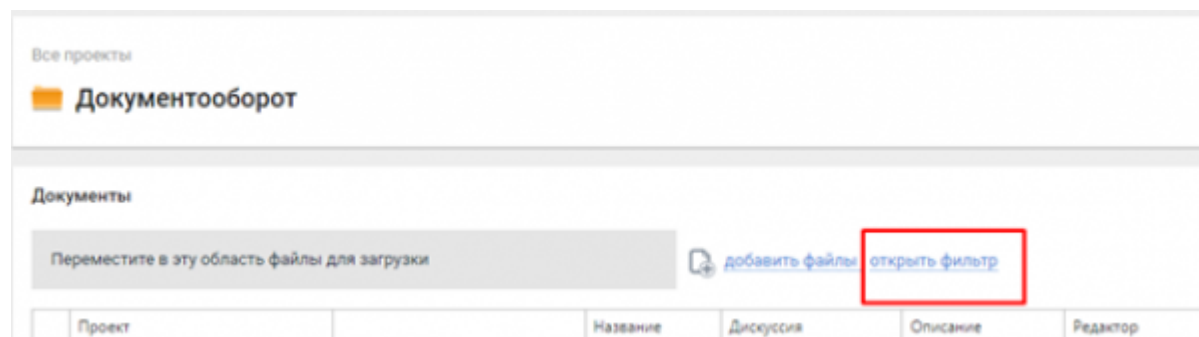 Все проекты
Документооборот
Документы
Переместите в эту область файлы для загрузки добавить файлы открыть фильтр
Проект Название Дискуссия Описание Редактор